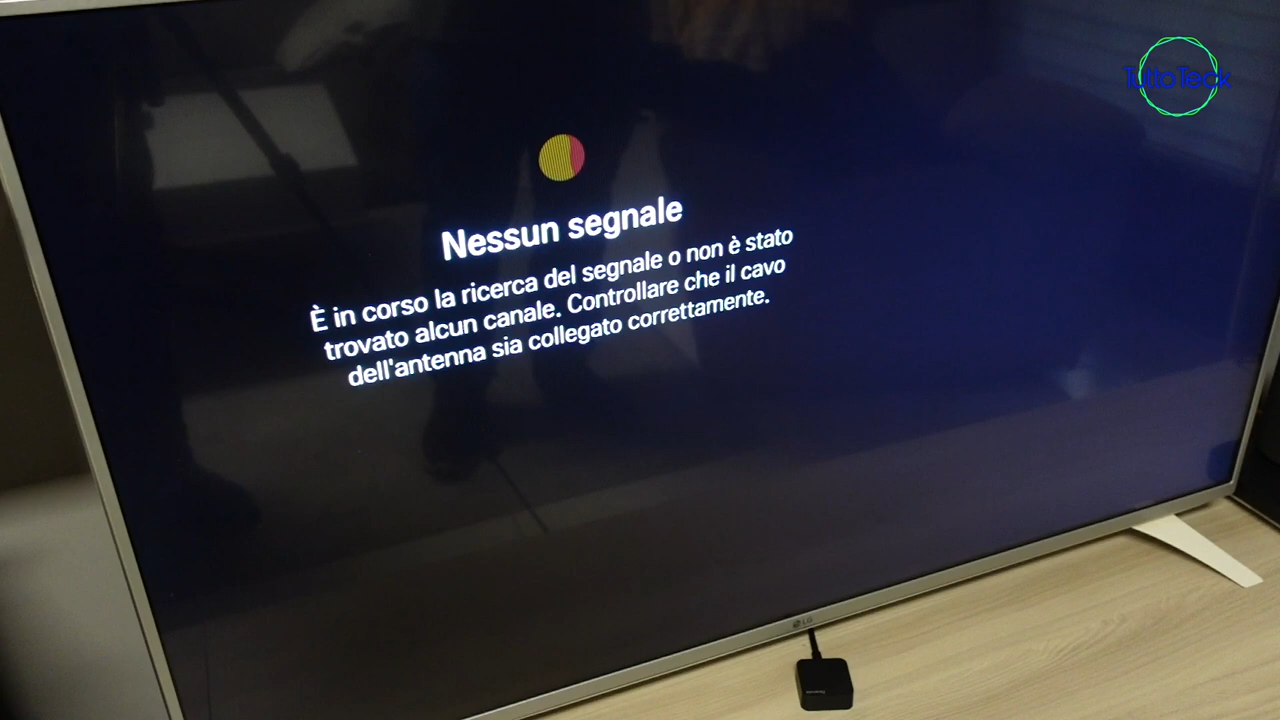 TuttoTeck
Nessun segnale
È in corso la ricerca del segnale o non è stato
trovato alcun canale. Controllare che il cavo
dell'antenna sia collegato correttamente.
LG